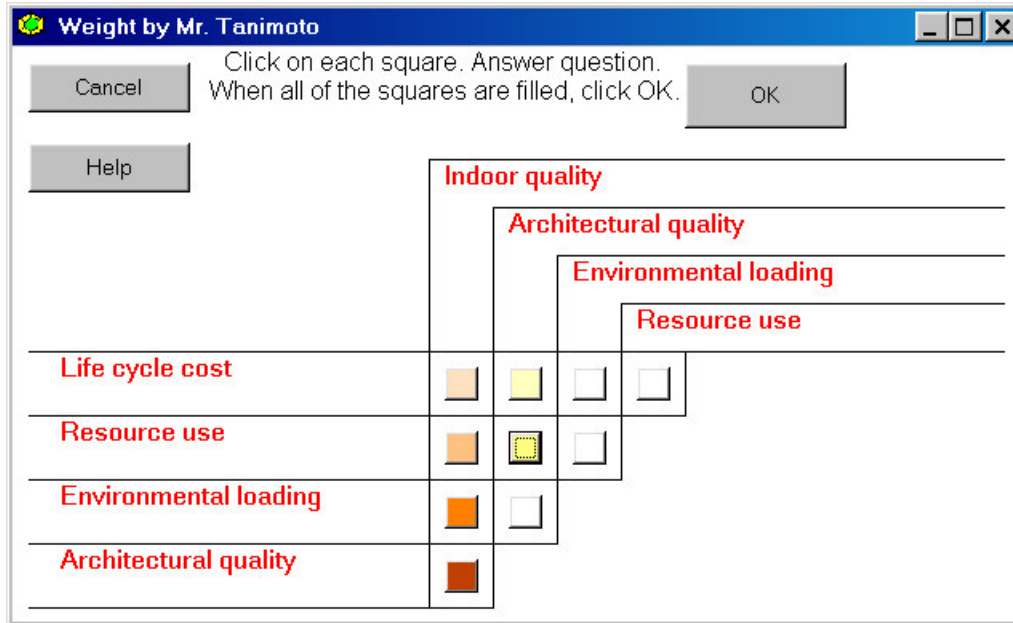 Weight by Mr. Tanimoto
Cancel
Click on each square. Answer question.
When all of the squares are filled, click OK.
OK
Help
Indoor quality
Architectural quality
Environmental loading
Resource use
Life cycle cost
Resource use
Environmental loading
Architectural quality